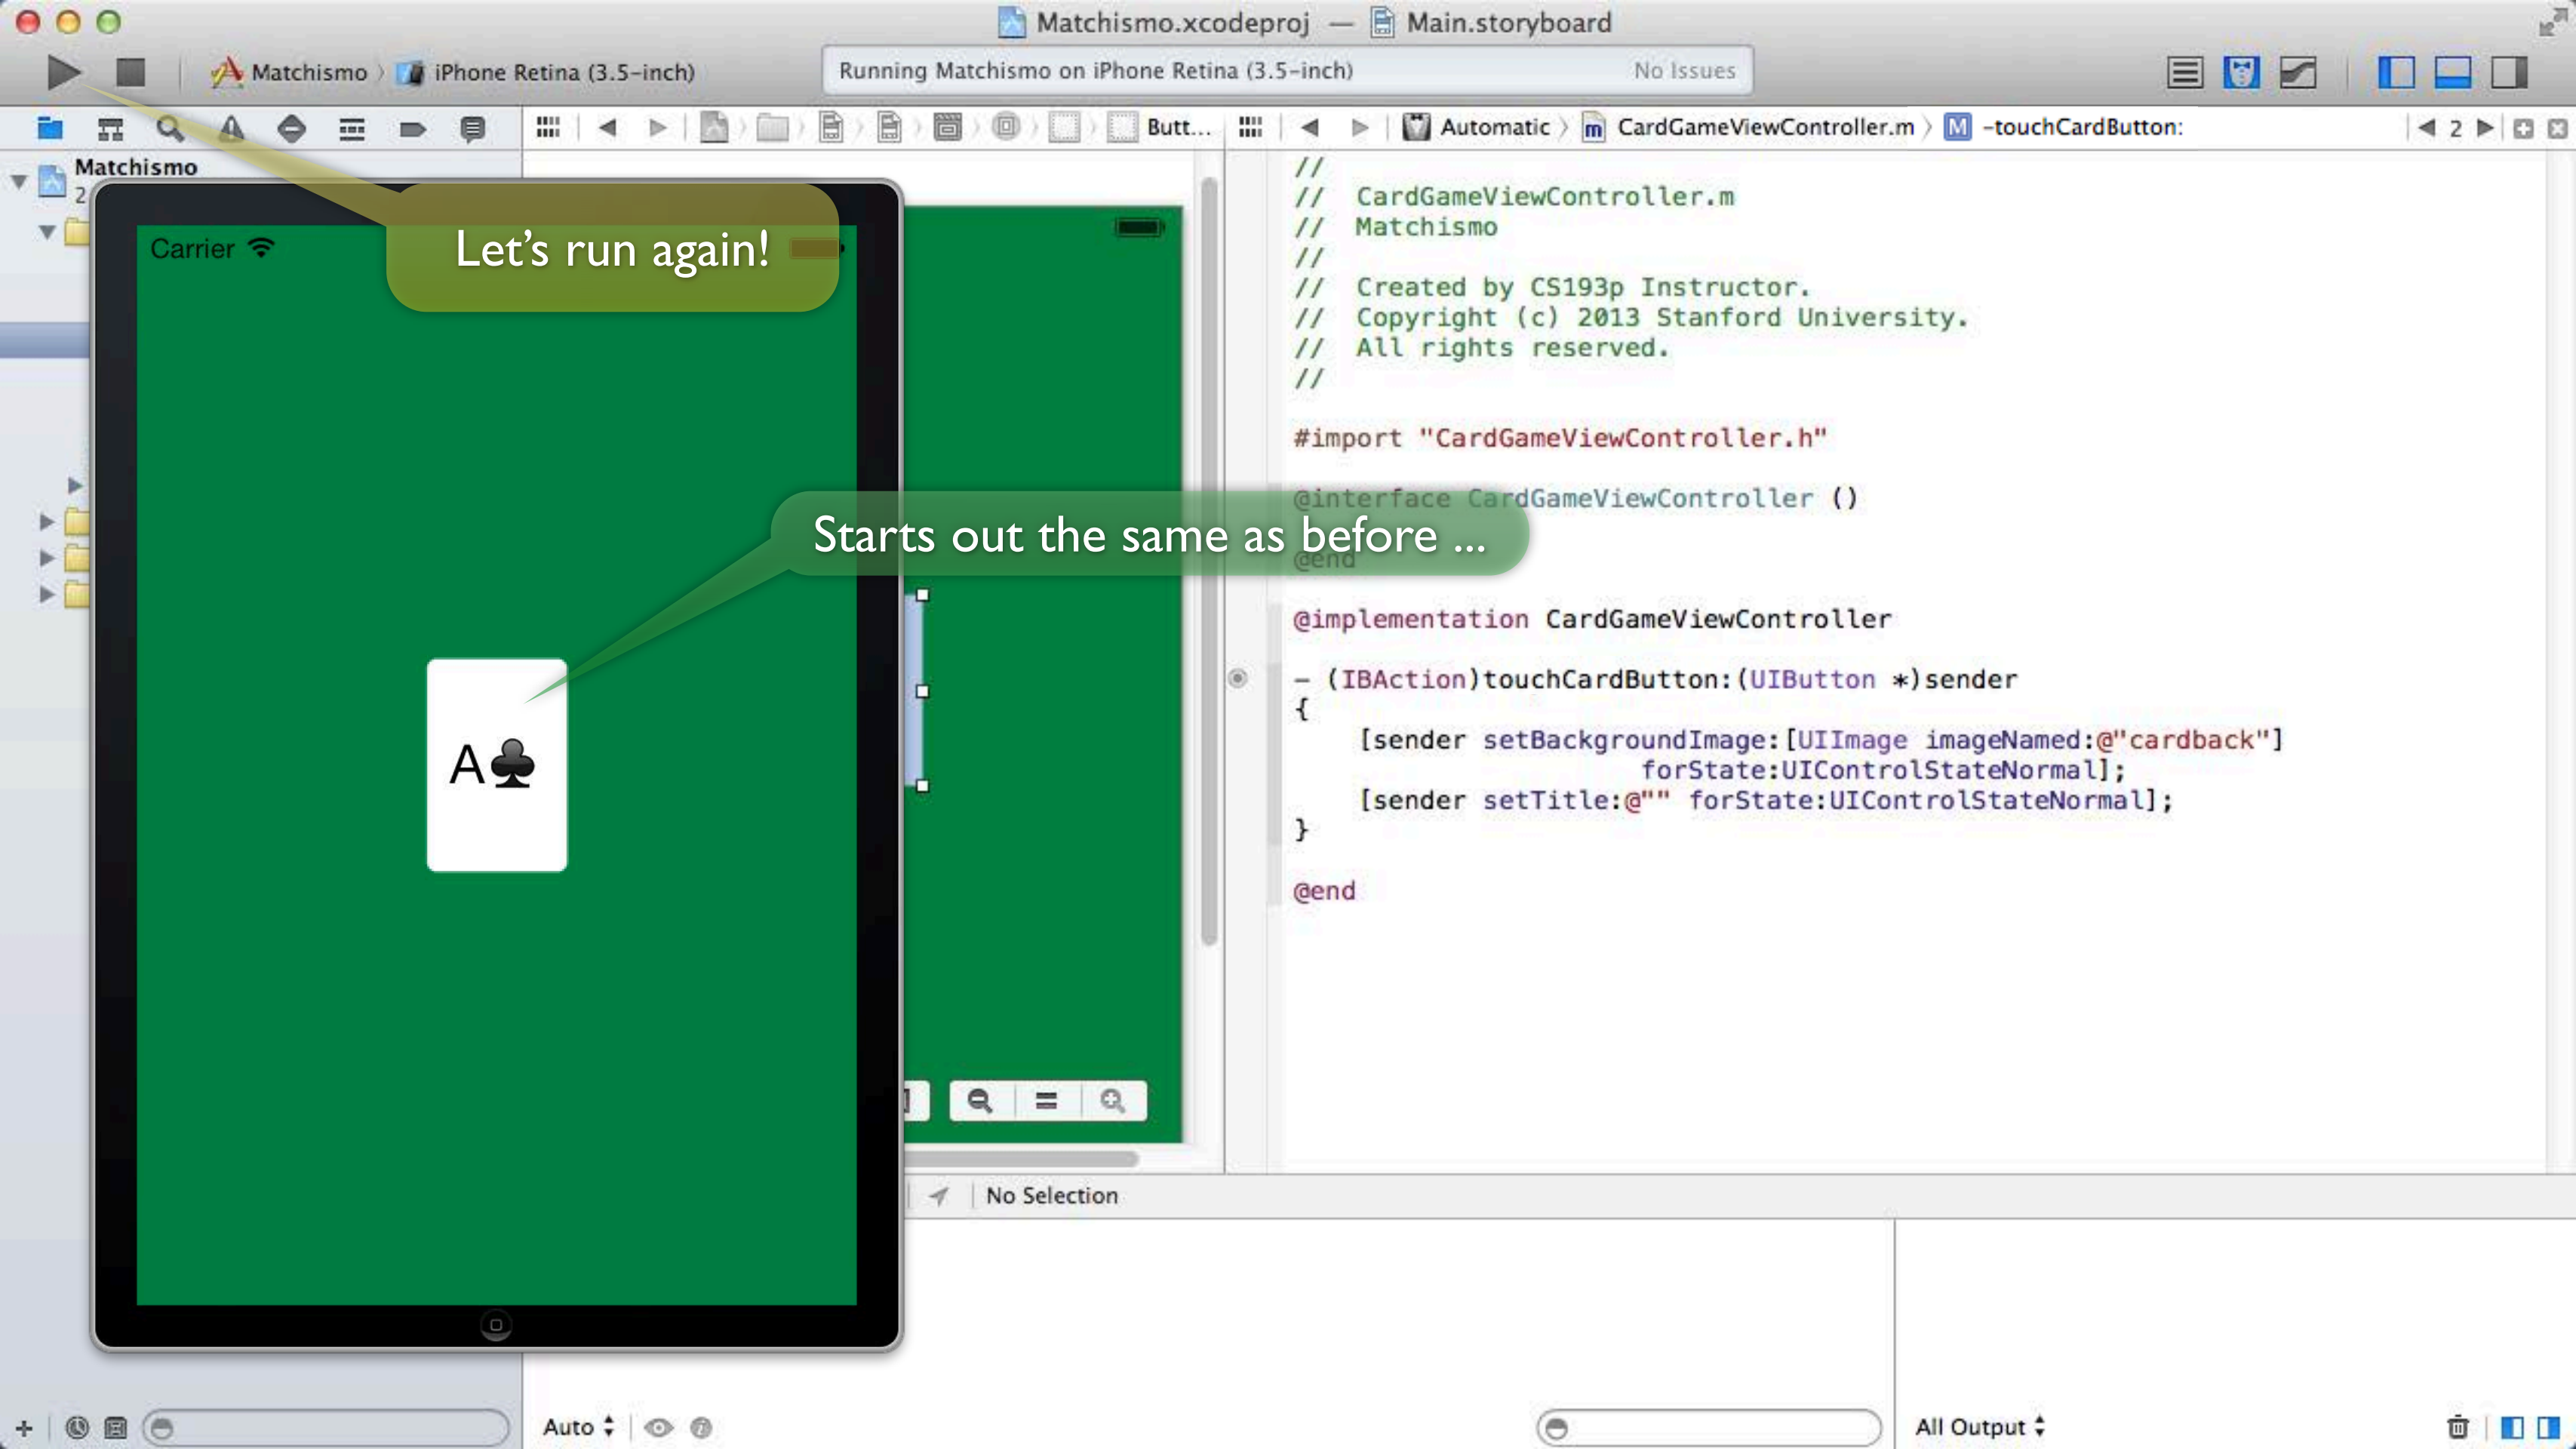 Matchismo.xcodeproj — Main.storyboard
Matchismo
iPhone Retina (3.5-inch)
Running Matchismo on iPhone Retina (3.5-inch)
No Issues
Butt...
Automatic
m
CardGameViewController.m
M
-touchCardButton:
2
Matchismo
2
Carrier
Let's run again!
//
//  CardGameViewController.m
//  Matchismo
//
//  Created by CS193p Instructor.
//  Copyright (c) 2013 Stanford University.
//  All rights reserved.
//
#import "CardGameViewController.h"
@interface CardGameViewController ()
Starts out the same as before ...
@end
@implementation CardGameViewController
- (IBAction)touchCardButton:(UIButton *)sender
{
[sender setBackgroundImage:[UIImage imageNamed:@"cardback"]
forState:UIControlStateNormal];
[sender setTitle:@"" forState:UIControlStateNormal];
}
@end
A♣
No Selection
Auto
All Output